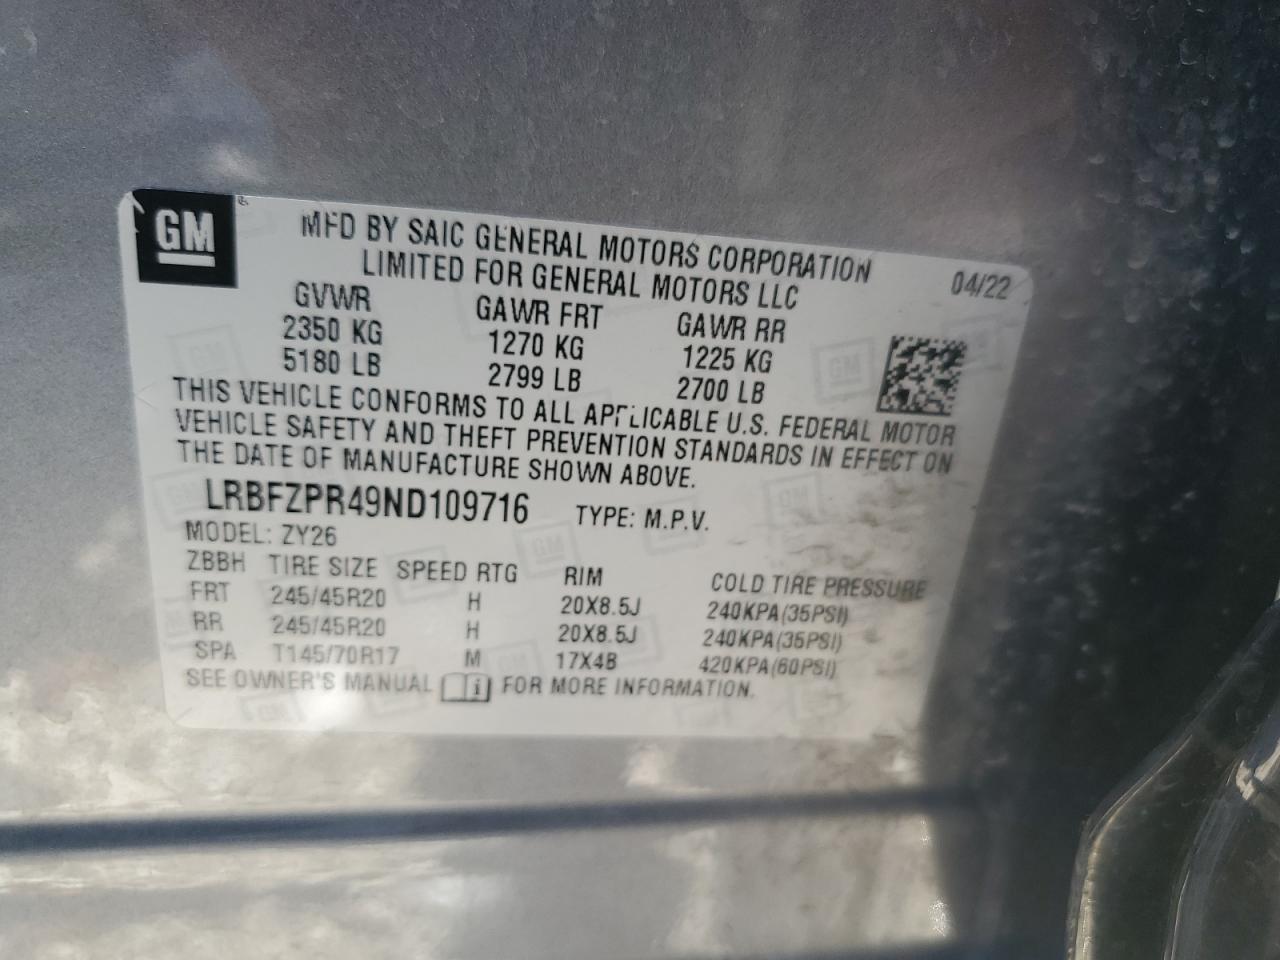 GM
MFD BY SAIC GENERAL MOTORS CORPORATION
LIMITED FOR GENERAL MOTORS LLC
04/22
GVWR GAWR FRT GAWR RR
2350 KG 1270 KG 1225 KG
5180 LB 2799 LB 2700 LB
THIS VEHICLE CONFORMS TO ALL APPLICABLE U.S. FEDERAL MOTOR
VEHICLE SAFETY AND THEFT PREVENTION STANDARDS IN EFFECT ON
THE DATE OF MANUFACTURE SHOWN ABOVE.
LRBFZPR49ND109716 TYPE: M.P.V.
MODEL: ZY26
ZBBH TIRE SIZE SPEED RTG RIM COLD TIRE PRESSURE
FRT 245/45R20 H 20X8.5J 240KPA(35PSI)
RR 245/45R20 H 20X8.5J 240KPA(35PSI)
SPA T145/70R17 M 17X4B 420KPA(60PSI)
SEE OWNER'S MANUAL i FOR MORE INFORMATION.